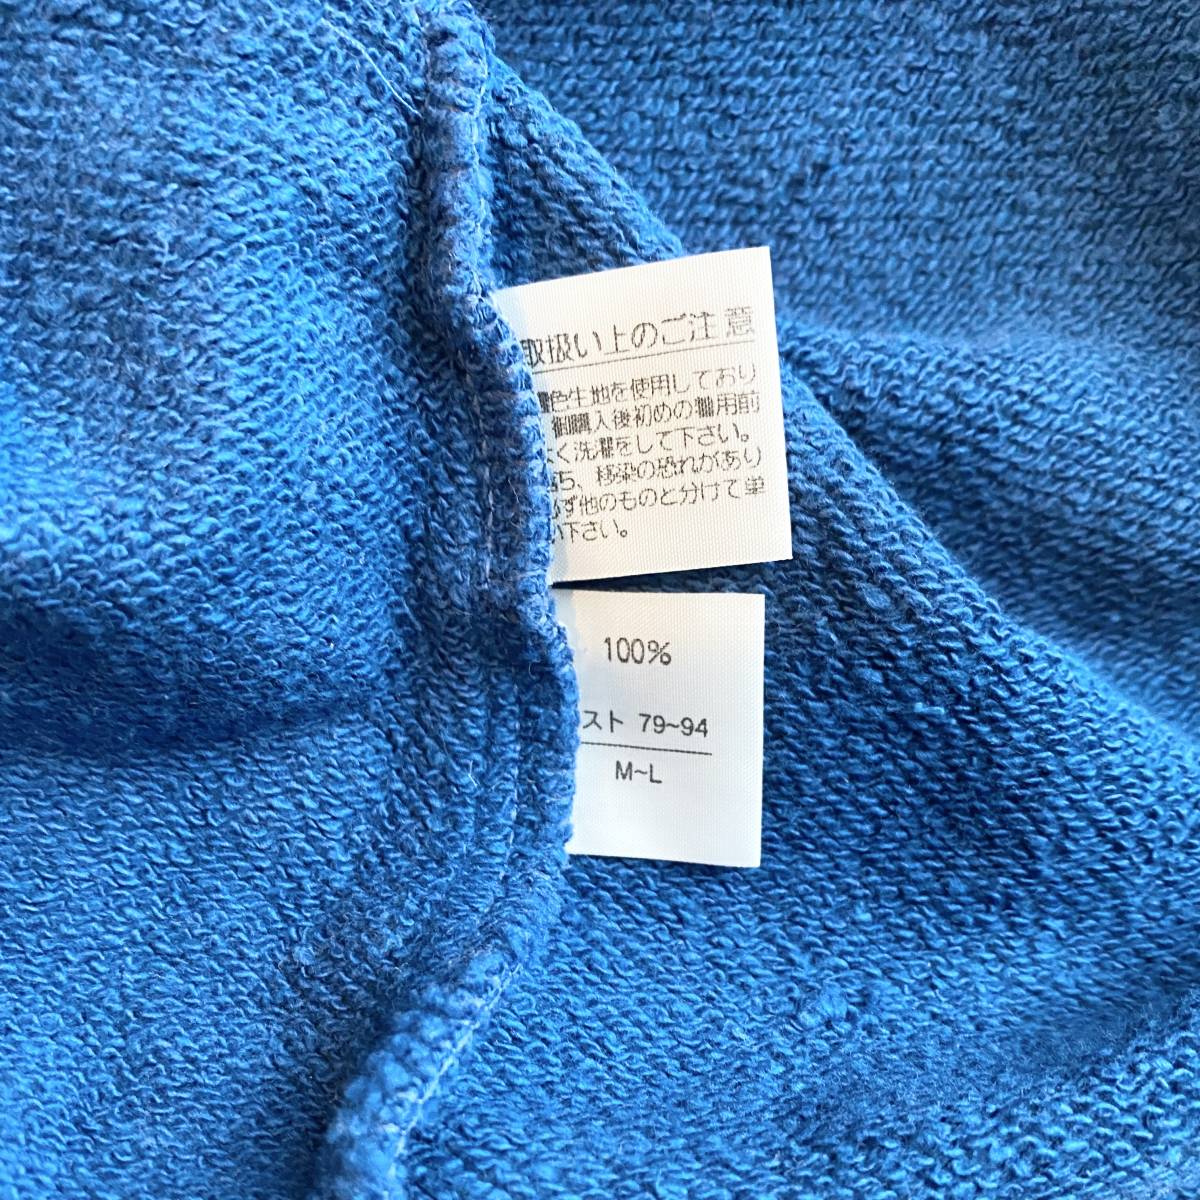 取扱い上のご注意
色生地を使用しており
購入後初めの着用前
よく洗濯をして下さい。
ち、移染の恐れがあり
必ず他のものと分けて単
い下さい。
100%
スト 79~94
M~L